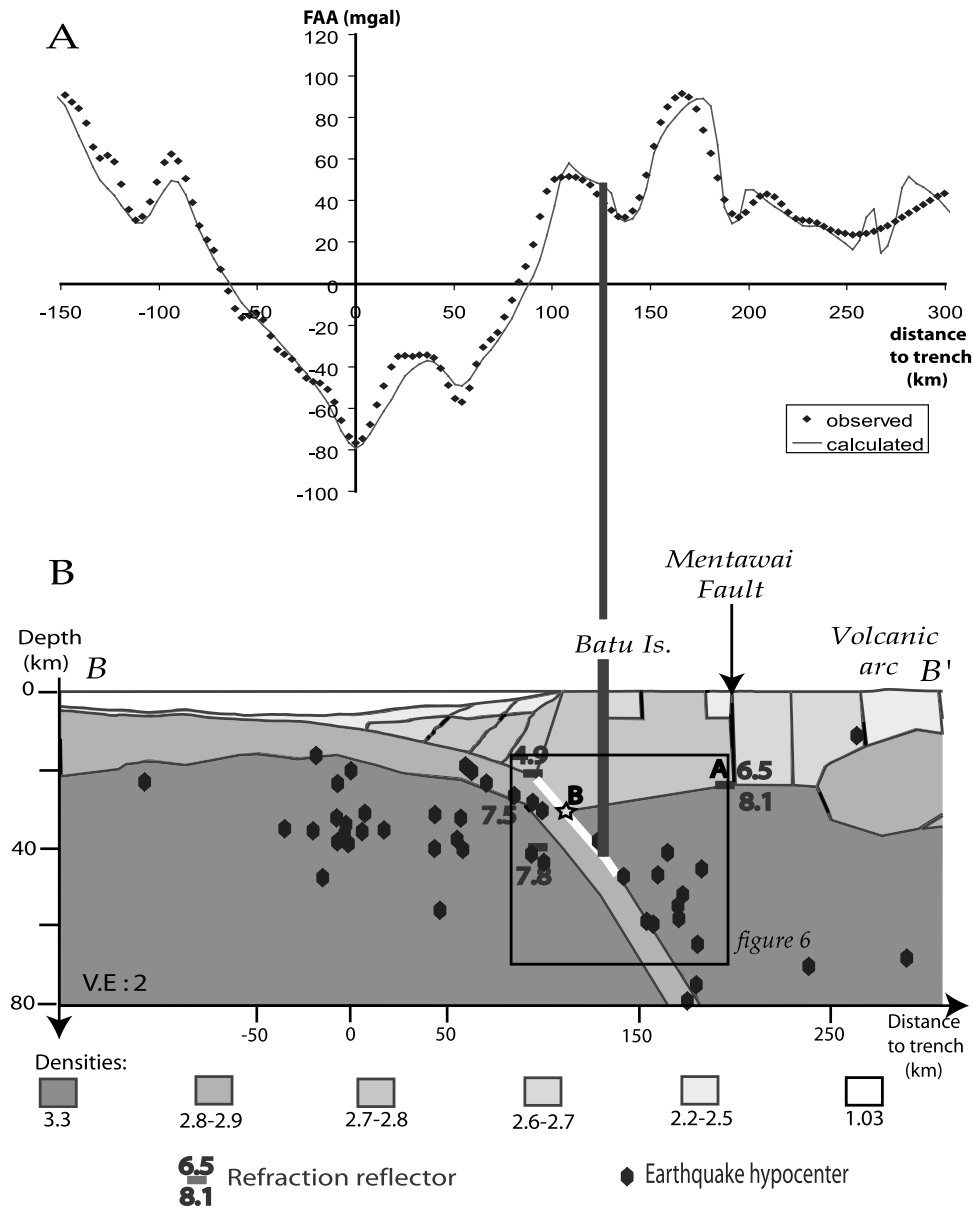 A
FAA (mgal)
120
100
80
60
40
20
0
-20
-40
-60
-80
-100
-150
-100
-50
0
50
100
150
200
250
300
distance
to trench
(km)
observed
calculated
B
Mentawai
Fault
Depth
(km)
B
Batu Is.
Volcanic
arc
B'
0
40
80
4.9
7.5
7.8
B
A
6.5
8.1
figure 6
V.E : 2
-50
0
50
150
250
Distance
to trench
(km)
Densities:
3.3
2.8-2.9
2.7-2.8
2.6-2.7
2.2-2.5
1.03
6.5
8.1
Refraction reflector
Earthquake hypocenter